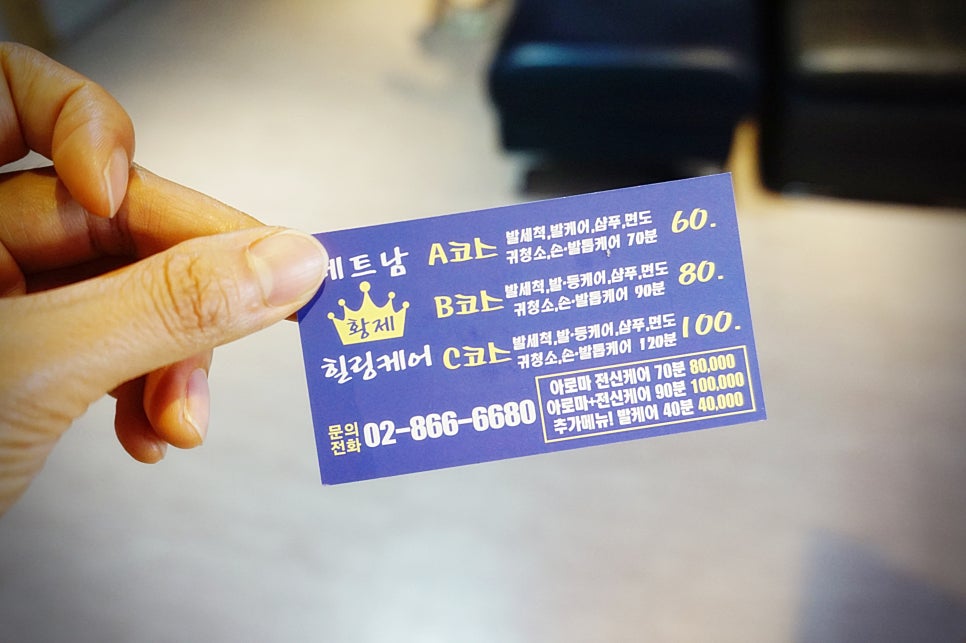 트남
황제
힐링케어
A코스 발세척,발케어,샴푸,면도 60.
귀청소,손·발톱케어 70분
B코스 발세척,발·등케어,샴푸,면도 80.
귀청소,손·발톱케어 90분
C코스 발세척,발·등케어,샴푸,면도 100.
귀청소,손·발톱케어 120분
문의
전화 02-866-6680
아로마 전신케어 70분 80,000
아로마+전신케어 90분 100,000
추가메뉴! 발케어 40분 40,000